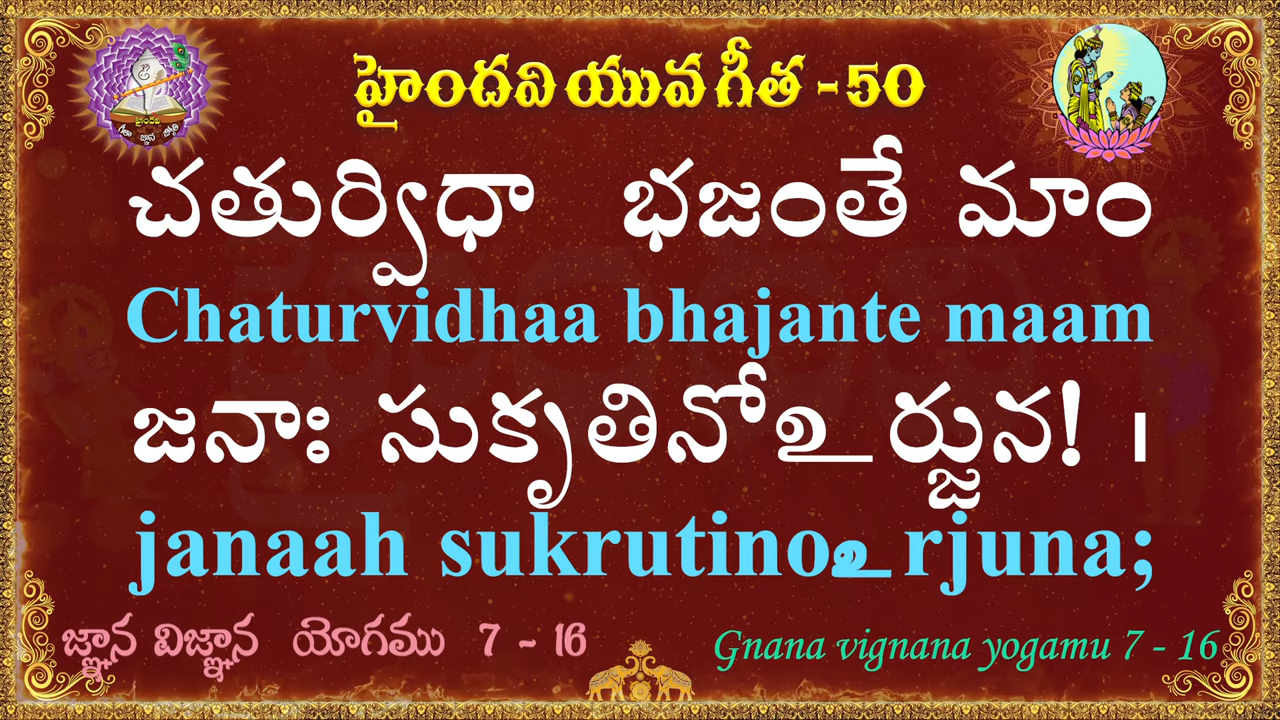 హైందవి యువ గీత - 50
చతుర్విధా భజంతే మాం
Chaturvidhaa bhajante maam
జనాః సుకృతినోఽర్జున! ।
janaah sukrutinoఽrjuna;
జ్ఞాన విజ్ఞాన యోగము 7 - 16
Gnana vignana yogamu 7 - 16
హైందవి
గీతా జ్ఞాన జ్యోతి